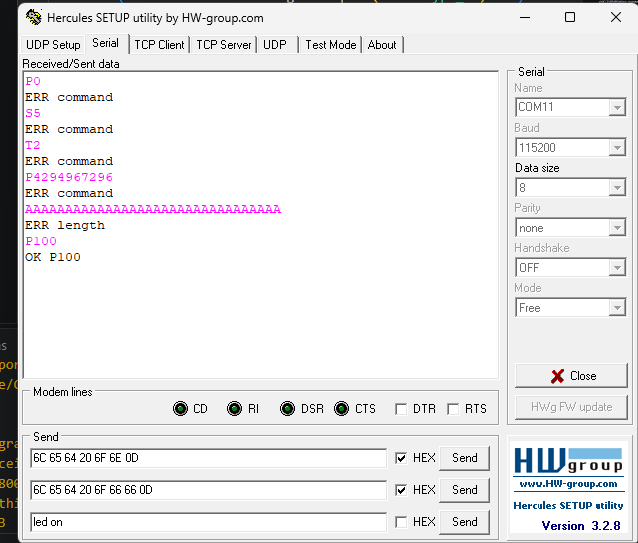 Hercules SETUP utility by HW-group.com
UDP Setup Serial TCP Client TCP Server UDP Test Mode About
Received/Sent data
P0
ERR command
S5
ERR command
T2
ERR command
P4294967296
ERR command
AAAAAAAAAAAAAAAAAAAAAAAAAAAAAAAA
ERR length
P100
OK P100
Serial
Name
COM11
Baud
115200
Data size
8
Parity
none
Handshake
OFF
Mode
Free
Close
HWg FW update
Modem lines
CD RI DSR CTS DTR RTS
Send
6C 65 64 20 6F 6E 0D HEX Send
6C 65 64 20 6F 66 66 0D HEX Send
led on HEX Send
HW group
www.HW-group.com
Hercules SETUP utility
Version 3.2.8